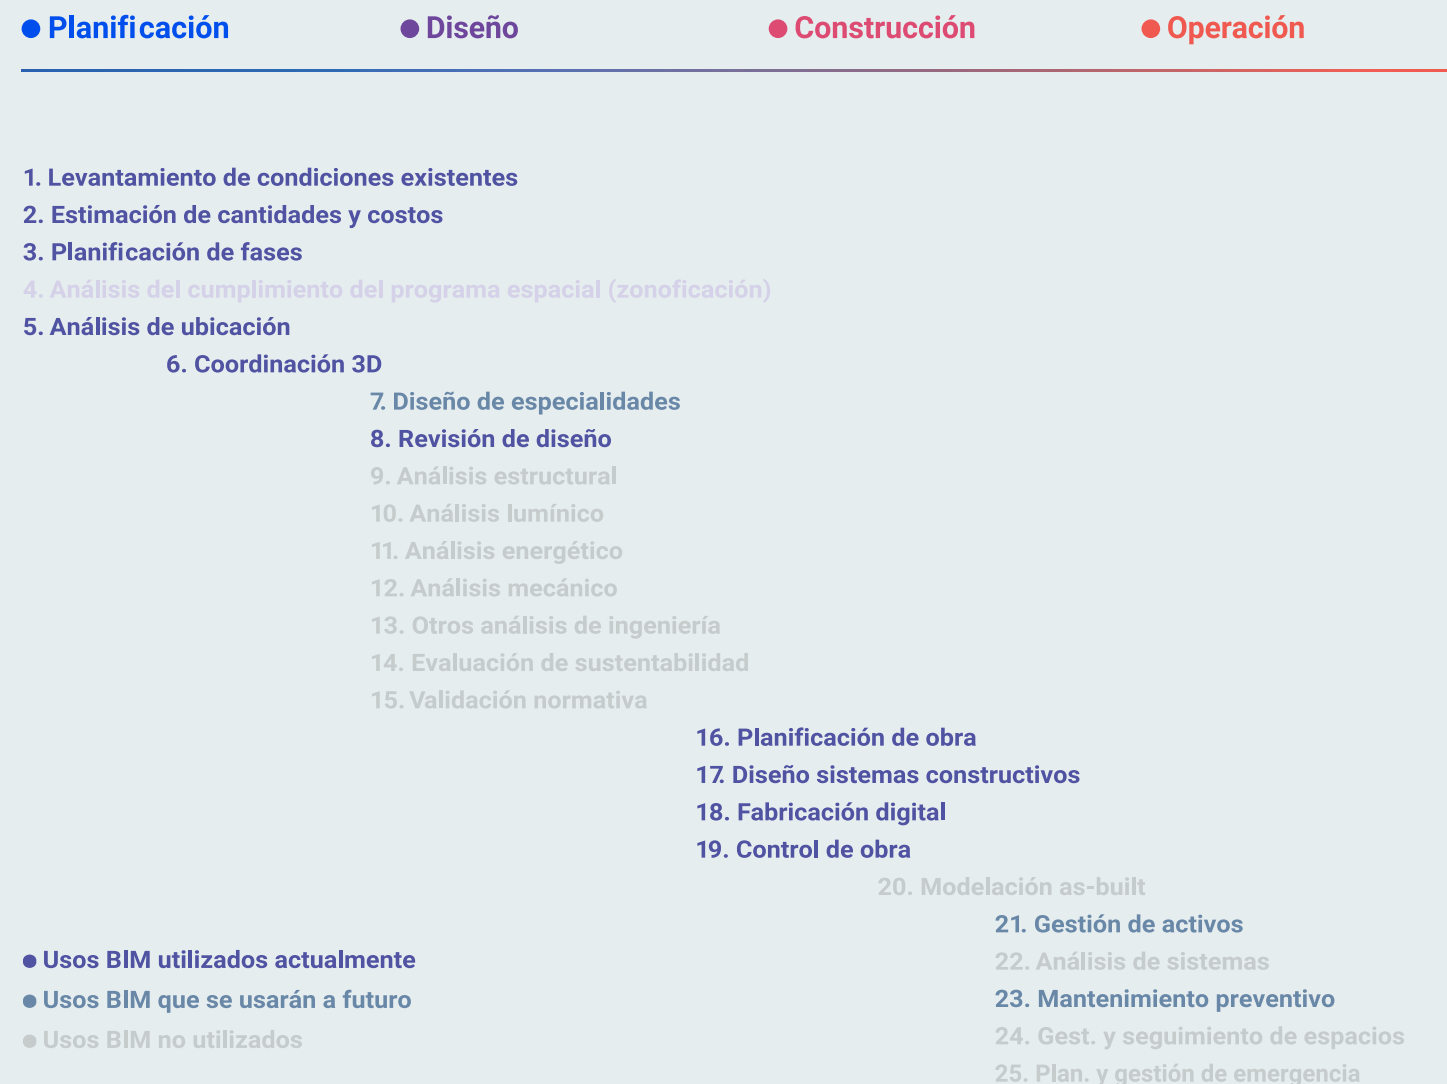 Planificación
Diseño
Construcción
Operación
1. Levantamiento de condiciones existentes
2. Estimación de cantidades y costos
3. Planificación de fases
4. Análisis del cumplimiento del programa espacial (zonoficación)
5. Análisis de ubicación
6. Coordinación 3D
7. Diseño de especialidades
8. Revisión de diseño
9. Análisis estructural
10. Análisis lumínico
11. Análisis energético
12. Análisis mecánico
13. Otros análisis de ingeniería
14. Evaluación de sustentabilidad
15. Validación normativa
16. Planificación de obra
17. Diseño sistemas constructivos
18. Fabricación digital
19. Control de obra
20. Modelación as-built
21. Gestión de activos
22. Análisis de sistemas
23. Mantenimiento preventivo
24. Gest. y seguimiento de espacios
25. Plan. y gestión de emergencia
Usos BIM utilizados actualmente
Usos BIM que se usarán a futuro
Usos BIM no utilizados